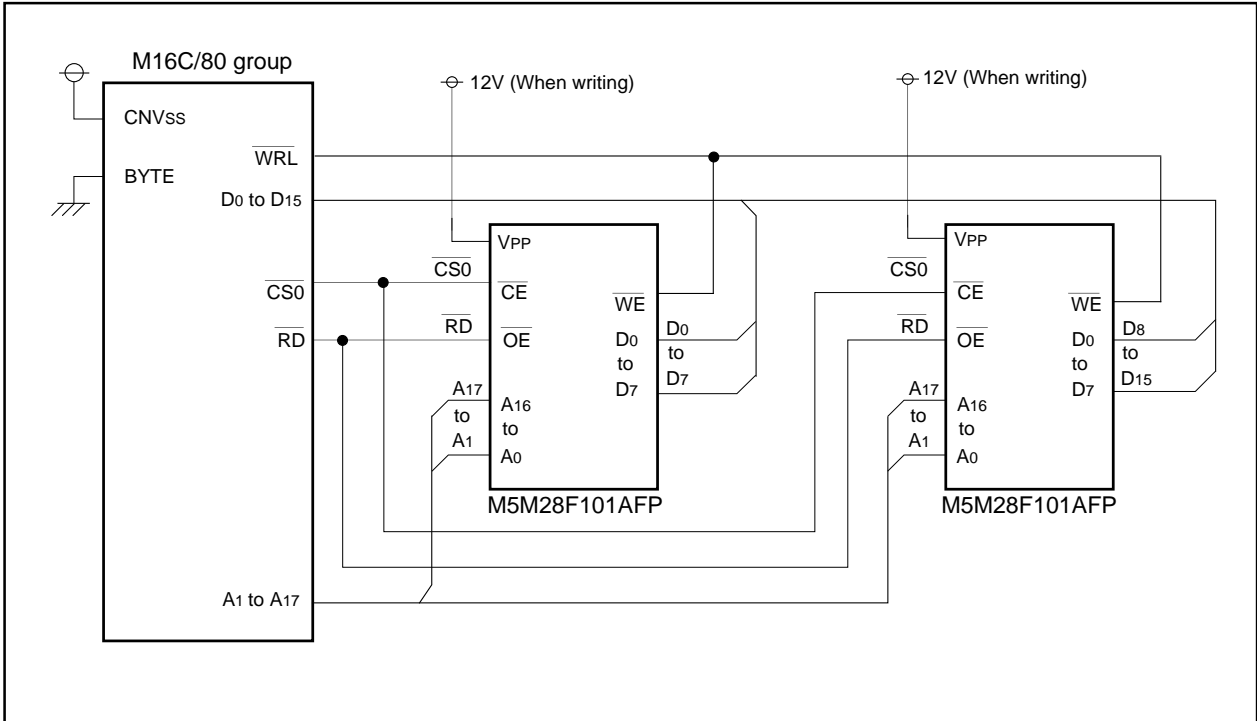 M16C/80 group
CNVss
BYTE
WRL
D0 to D15
CS0
RD
A1 to A17
12V (When writing)
VPP
CS0
CE
RD
OE
A17
to
A1
A16
to
A0
WE
D0
to
D7
D0
to
D7
M5M28F101AFP
12V (When writing)
VPP
CS0
CE
RD
OE
A17
to
A1
A16
to
A0
WE
D0
to
D7
D8
to
D15
M5M28F101AFP